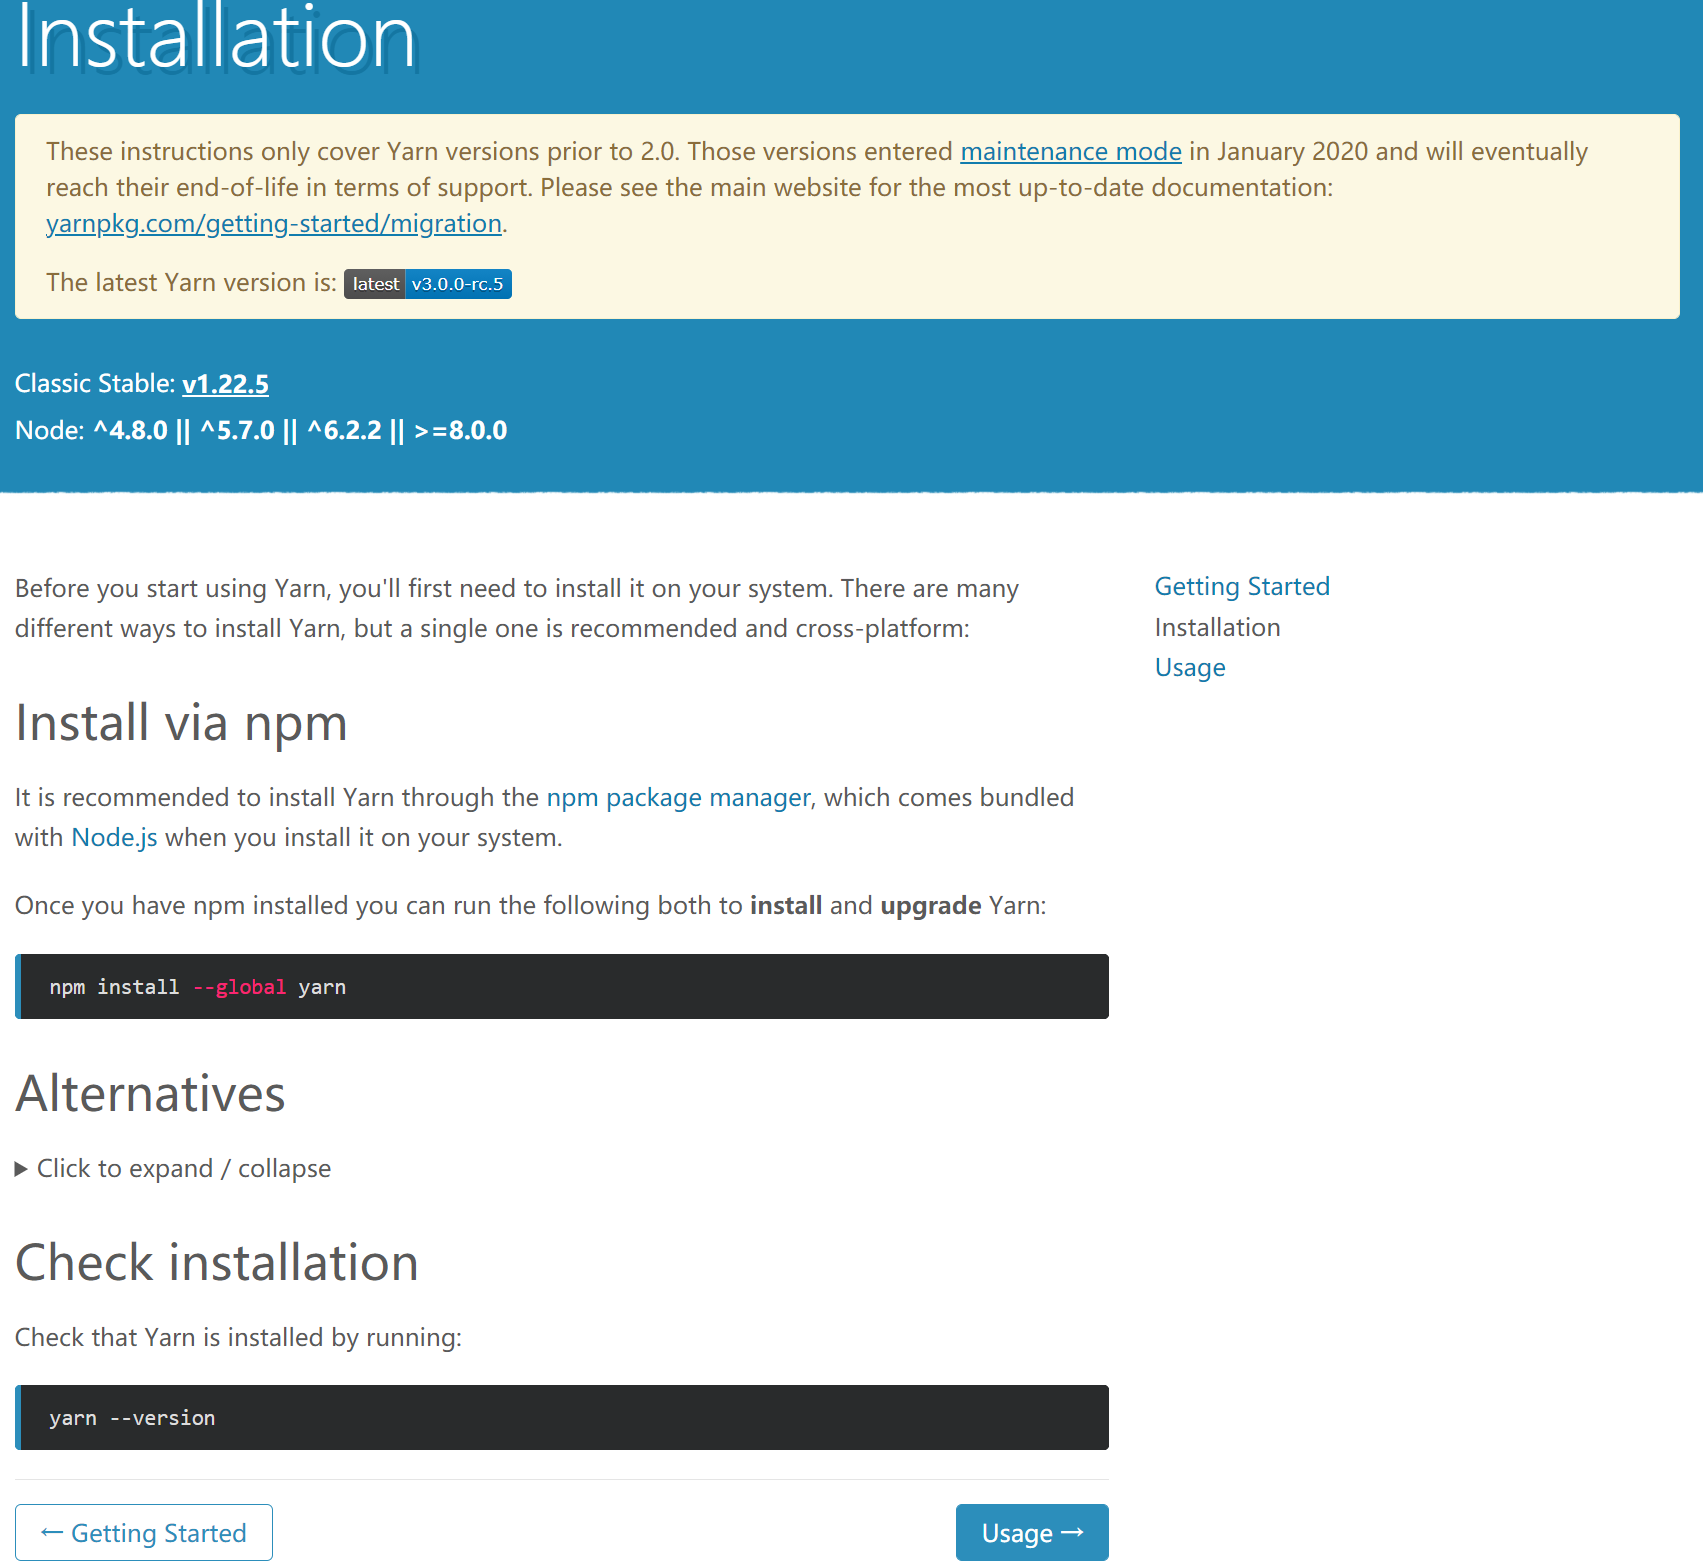 Installation
These instructions only cover Yarn versions prior to 2.0. Those versions entered maintenance mode in January 2020 and will eventually
reach their end-of-life in terms of support. Please see the main website for the most up-to-date documentation:
yarnpkg.com/getting-started/migration.
The latest Yarn version is: latest v3.0.0-rc.5
Classic Stable: v1.22.5
Node: ^4.8.0 || ^5.7.0 || ^6.2.2 || >=8.0.0
Before you start using Yarn, you'll first need to install it on your system. There are many
different ways to install Yarn, but a single one is recommended and cross-platform:
Getting Started
Installation
Usage
Install via npm
It is recommended to install Yarn through the npm package manager, which comes bundled
with Node.js when you install it on your system.
Once you have npm installed you can run the following both to install and upgrade Yarn:
npm install --global yarn
Alternatives
▶ Click to expand / collapse
Check installation
Check that Yarn is installed by running:
yarn --version
← Getting Started
Usage →